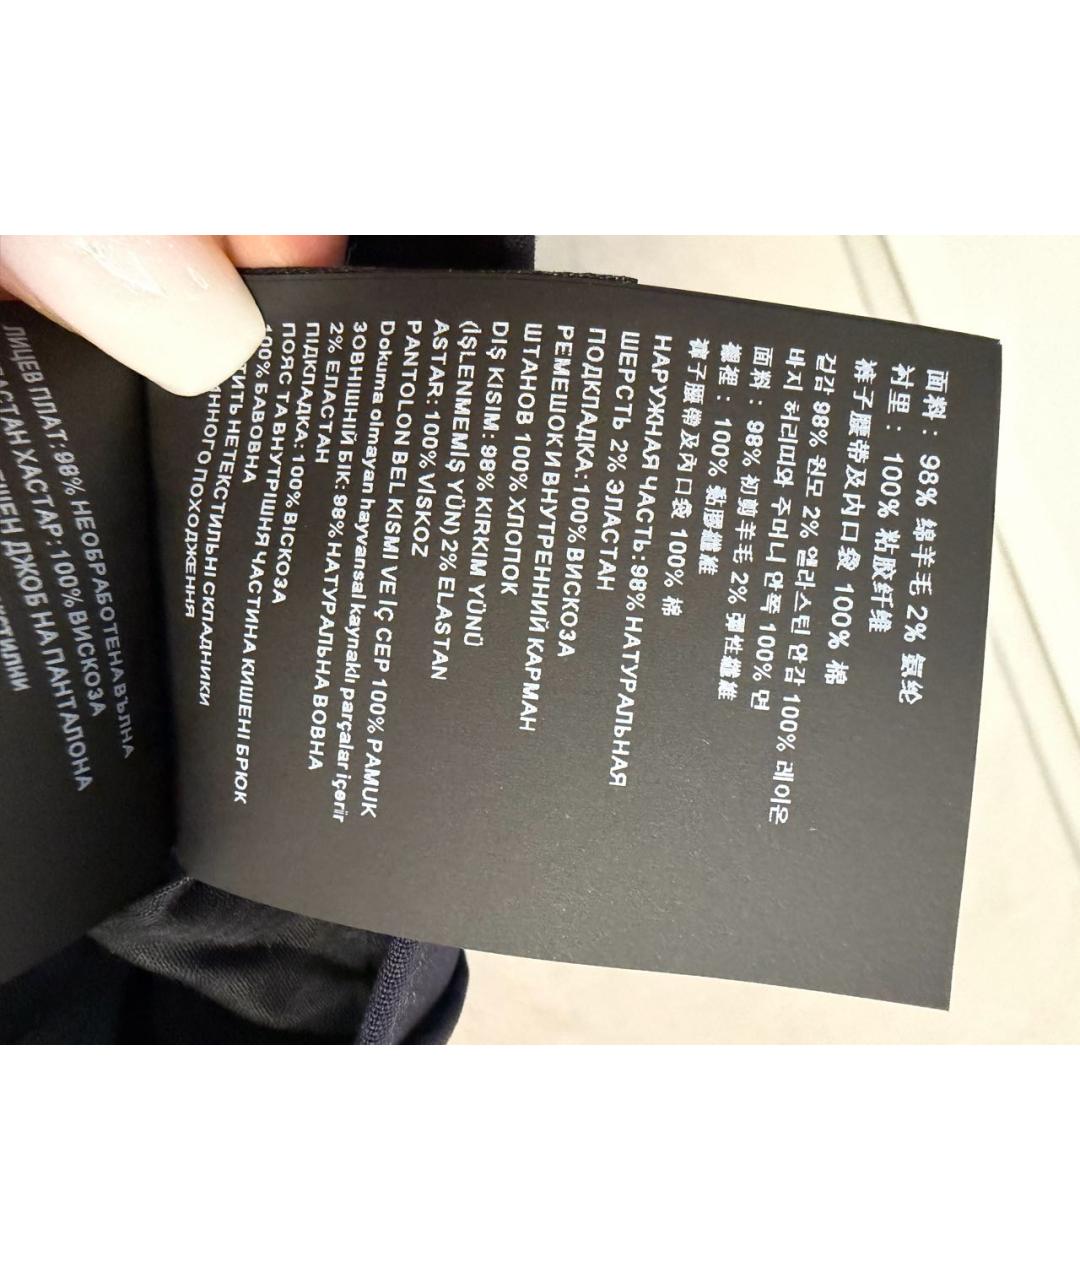 面料： 98% 绵羊毛 2% 氨纶
衬里： 100% 粘胶纤维
裤子腰带及内口袋 100% 棉
겉감 98% 원모 2% 엘라스틴 안감 100% 레이온
바지 허리띠와 주머니 안쪽 100% 면
面料： 98% 初剪羊毛 2% 彈性纖維
襯裡： 100% 黏膠纖維
褲子腰帶及內口袋 100% 棉
НАРУЖНАЯ ЧАСТЬ:98% НАТУРАЛЬНАЯ
ШЕРСТЬ 2% ЭЛАСТАН
ПОДКЛАДКА:100% ВИСКОЗА
РЕМЕШОК И ВНУТРЕННИЙ КАРМАН
ШТАНОВ 100% ХЛОПОК
DIŞ KISIM: 98% KIRKIM YÜNÜ
(İŞLENMEMİŞ YÜN) 2% ELASTAN
ASTAR: 100% VİSKOZ
PANTOLON BEL KISMI VE İÇ CEP 100% PAMUK
Dokuma olmayan hayvansal kaynaklı parçalar içerir
ЗОВНІШНІЙ БІК: 98% НАТУРАЛЬНА ВОВНА
2% ЕЛАСТАН
ПІДКЛАДКА: 100% ВІСКОЗА
ПОЯС ТА ВНУТРІШНЯ ЧАСТИНА КИШЕНІ БРЮК
100% БАВОВНА
НЕТЕКСТИЛЬНІ СКЛАДНИКИ
ПОХОДЖЕННЯ
ЛИЦЕВ ПЛАТ:98% НЕОБРАБОТЕНА ВЪЛНА
ХАСТАР:100% ВИСКОЗА
ДЖОБ НА ПАНТАЛОНА